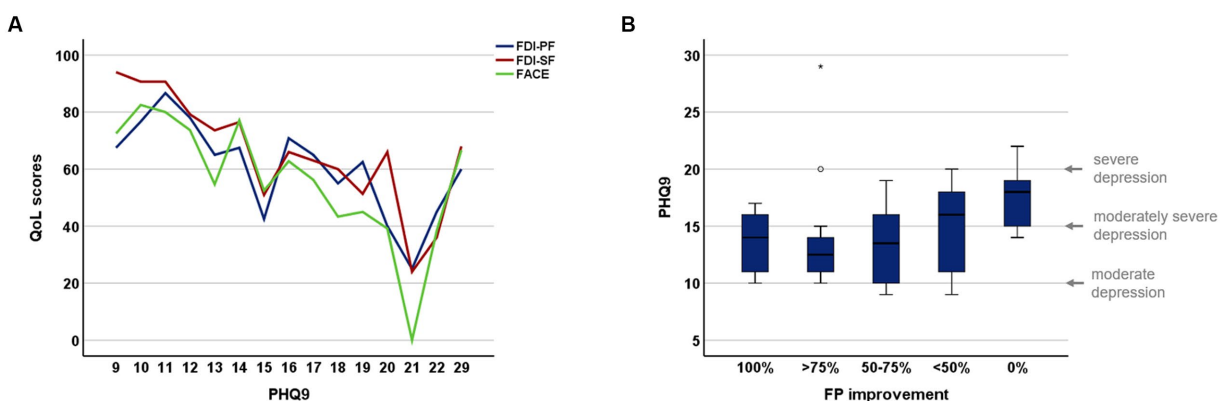 A
FDI-PF
FDI-SF
FACE
100
80
60
40
20
0
QoL scores
9 10 11 12 13 14 15 16 17 18 19 20 21 22 29
PHQ9
B
30
25
20
15
10
5
PHQ9
*
severe
depression
moderately severe
depression
moderate
depression
100% >75% 50-75% <50% 0%
FP improvement